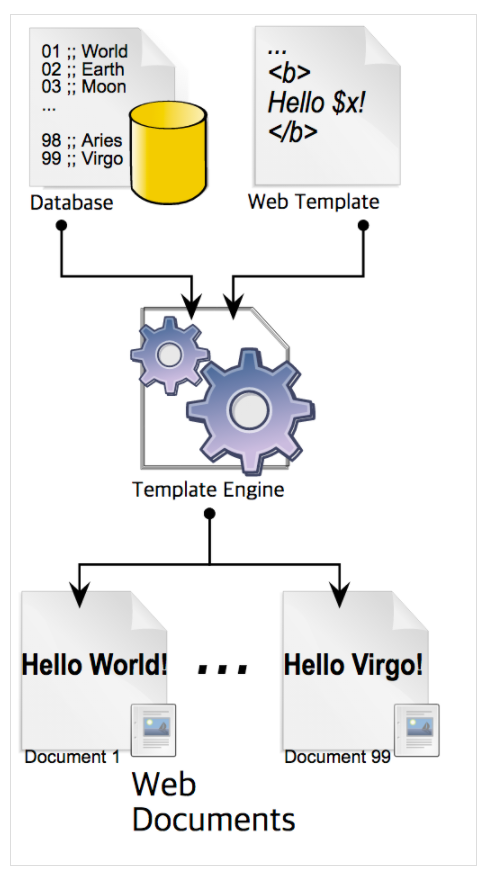 01 ;; World
02 ;; Earth
03 ;; Moon
...
98 ;; Aries
99 ;; Virgo
Database
...
<b>
Hello $x!
</b>
Web Template
Template Engine
Hello World!
...
Hello Virgo!
Document 1
Document 99
Web
Documents